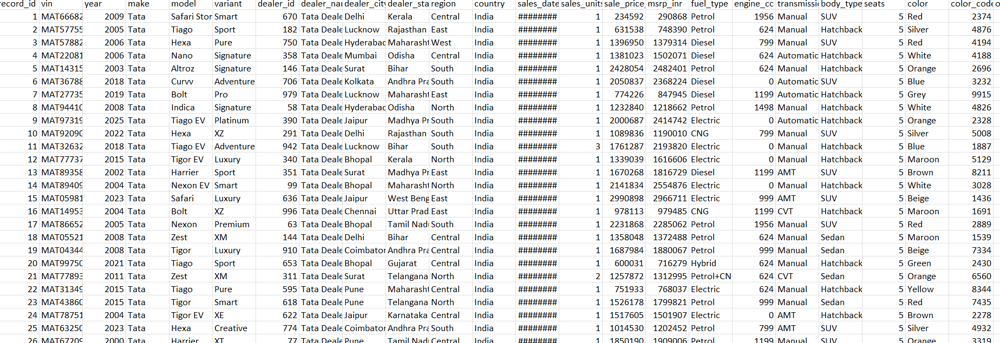 record_id vin year make model variant dealer_id dealer_nar dealer_city dealer_sta region country sales_date sales_units sale_price_ msrp_inr fuel_type engine_cc transmissi body_type seats color color_code o
1 MAT66682 2009 Tata Safari Stor Smart 670 Tata Deale Delhi Kerala Central India ######## 1 234592 290868 Petrol 1956 Manual SUV 5 Red 2374
2 MAT57755 2005 Tata Tiago Sport 182 Tata Deale Lucknow Rajasthan East India ######## 1 631538 748390 Petrol 624 Manual Hatchback 5 Silver 4876
3 MAT57882 2006 Tata Hexa Pure 750 Tata Deale Hyderabad Maharasht West India ######## 1 1396950 1379314 Diesel 799 Manual SUV 5 Red 4194
4 MAT22081 2006 Tata Nano Signature 358 Tata Deale Mumbai Odisha Central India ######## 1 1381023 1502071 Diesel 624 Automatic Hatchback 5 White 4188
5 MAT14315 2003 Tata Altroz Signature 146 Tata Deale Surat Bihar South India ######## 1 2428054 2482401 Petrol 624 Manual Hatchback 5 Orange 2696
6 MAT36788 2018 Tata Curvv Adventure 706 Tata Deale Kolkata Andhra Pra South India ######## 1 2050837 2368224 Diesel 0 Automatic SUV 5 Blue 3232
7 MAT27735 2019 Tata Bolt Pro 979 Tata Deale Lucknow Maharasht East India ######## 1 774226 847945 Diesel 1199 Automatic Hatchback 5 Grey 9915
8 MAT94410 2008 Tata Indica Signature 58 Tata Deale Hyderabad Odisha North India ######## 1 1232840 1218662 Petrol 1498 Manual Hatchback 5 White 4826
9 MAT97319 2025 Tata Tiago EV Platinum 390 Tata Deale Jaipur Madhya Pr South India ######## 1 2000687 2414742 Electric 0 Automatic Hatchback 5 Orange 2328
10 MAT92090 2022 Tata Hexa XZ 291 Tata Deale Delhi Rajasthan South India ######## 1 1089836 1190010 CNG 799 Manual SUV 5 Silver 5008
11 MAT32632 2018 Tata Tiago EV Adventure 942 Tata Deale Lucknow Bihar South India ######## 3 1761287 2193820 Electric 0 Manual Hatchback 5 Blue 1887
12 MAT77737 2015 Tata Tigor EV Luxury 340 Tata Deale Bhopal Kerala North India ######## 1 1339039 1616606 Electric 0 Manual Hatchback 5 Maroon 5129
13 MAT89358 2002 Tata Harrier Sport 351 Tata Deale Surat Madhya Pr East India ######## 1 1670268 1816729 Diesel 1199 AMT SUV 5 Brown 8211
14 MAT89409 2004 Tata Nexon EV Smart 99 Tata Deale Bhopal Maharasht North India ######## 1 2141834 2554876 Electric 0 Manual Hatchback 5 White 3028
15 MAT05981 2023 Tata Safari Luxury 636 Tata Deale Jaipur West Beng East India ######## 1 2990898 2966711 Electric 999 AMT SUV 5 Beige 1436
16 MAT14953 2004 Tata Bolt XZ 996 Tata Deale Chennai Uttar Prad East India ######## 1 978113 979485 CNG 1199 CVT Hatchback 5 Maroon 1691
17 MAT86652 2005 Tata Nexon Premium 63 Tata Deale Bhopal Tamil Nadu South India ######## 1 2231868 2285062 Petrol 1956 Manual SUV 5 Red 2889
18 MAT05521 2008 Tata Zest XM 144 Tata Deale Delhi Bihar Central India ######## 1 1358048 1372488 Petrol 624 Manual Sedan 5 Maroon 1539
19 MAT04344 2008 Tata Tigor Luxury 910 Tata Deale Coimbator Andhra Pra Central India ######## 1 1687984 1880067 Petrol 999 Manual Sedan 5 Beige 7334
20 MAT99750 2021 Tata Tiago Sport 653 Tata Deale Bhopal Gujarat Central India ######## 1 600031 716279 Hybrid 624 Manual Hatchback 5 Green 2430
21 MAT77893 2011 Tata Zest XM 311 Tata Deale Surat Telangana North India ######## 2 1257872 1312995 Petrol+CN 624 CVT Sedan 5 Orange 6560
22 MAT31349 2015 Tata Tiago Pure 595 Tata Deale Pune Maharasht Central India ######## 1 751933 768037 Electric 624 Manual Hatchback 5 Yellow 8344
23 MAT43860 2015 Tata Tigor Smart 618 Tata Deale Pune Telangana North India ######## 1 1526178 1799821 Petrol 999 Manual Sedan 5 Red 7435
24 MAT78751 2004 Tata Tigor EV XE 622 Tata Deale Jaipur Karnataka Central India ######## 1 1517605 1501907 Electric 0 AMT Hatchback 5 Brown 2278
25 MAT63250 2023 Tata Hexa Creative 774 Tata Deale Coimbator Andhra Pra South India ######## 1 1014530 1202452 Petrol 799 AMT SUV 5 Silver 4932
26 MAT67209 2000 Tata Harrier XT 77 Tata Deale Pune Tamil Nadu Central India ######## 1 1850190 1909006 Petrol 1199 Manual SUV 5 Orange 3319